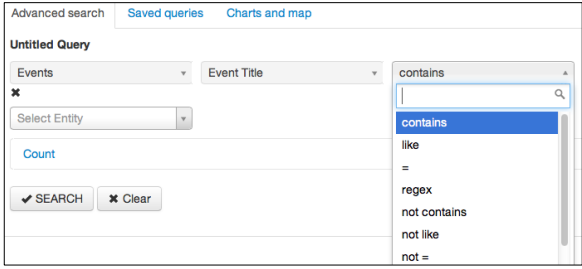 Advanced search Saved queries Charts and map
Untitled Query
Events Event Title contains
Select Entity
contains
Count
like
=
SEARCH Clear
regex
not contains
not like
not =